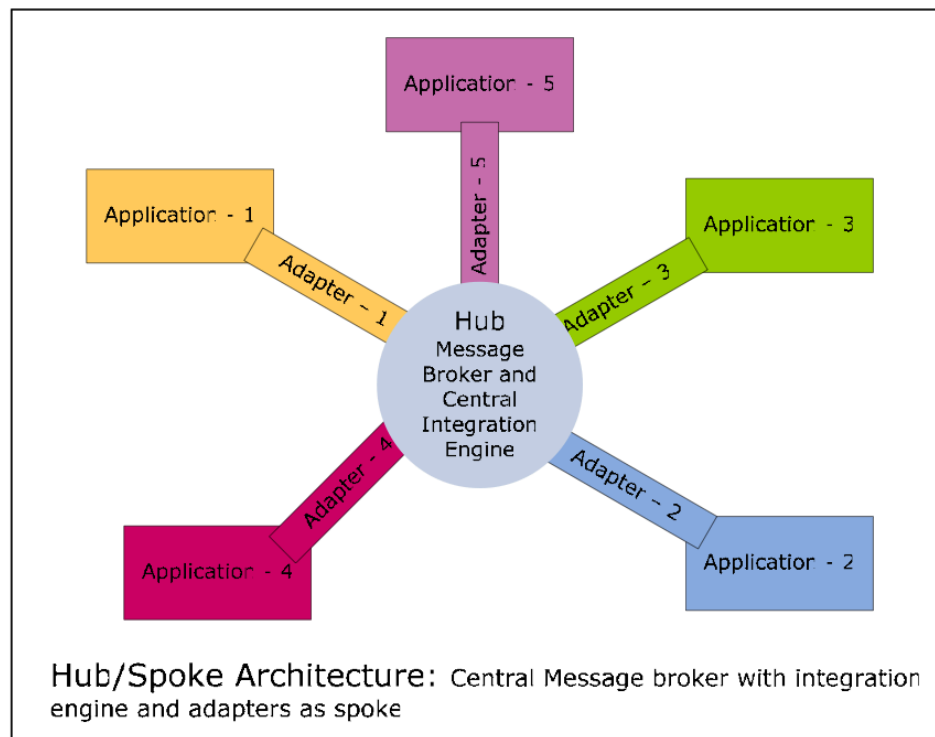 Application - 5
Adapter - 5
Application - 1
Adapter - 1
Application - 3
Adapter - 3
Hub
Message
Broker and
Central
Integration
Engine
Adapter - 4
Application - 4
Adapter - 2
Application - 2
Hub/Spoke Architecture: Central Message broker with integration
engine and adapters as spoke